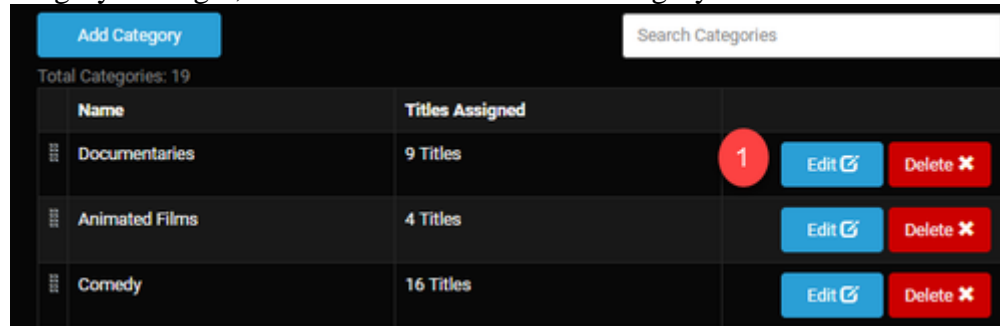 Add Category
Search Categories
Total Categories: 19
Name Titles Assigned
Documentaries 9 Titles 1 Edit Delete
Animated Films 4 Titles Edit Delete
Comedy 16 Titles Edit Delete